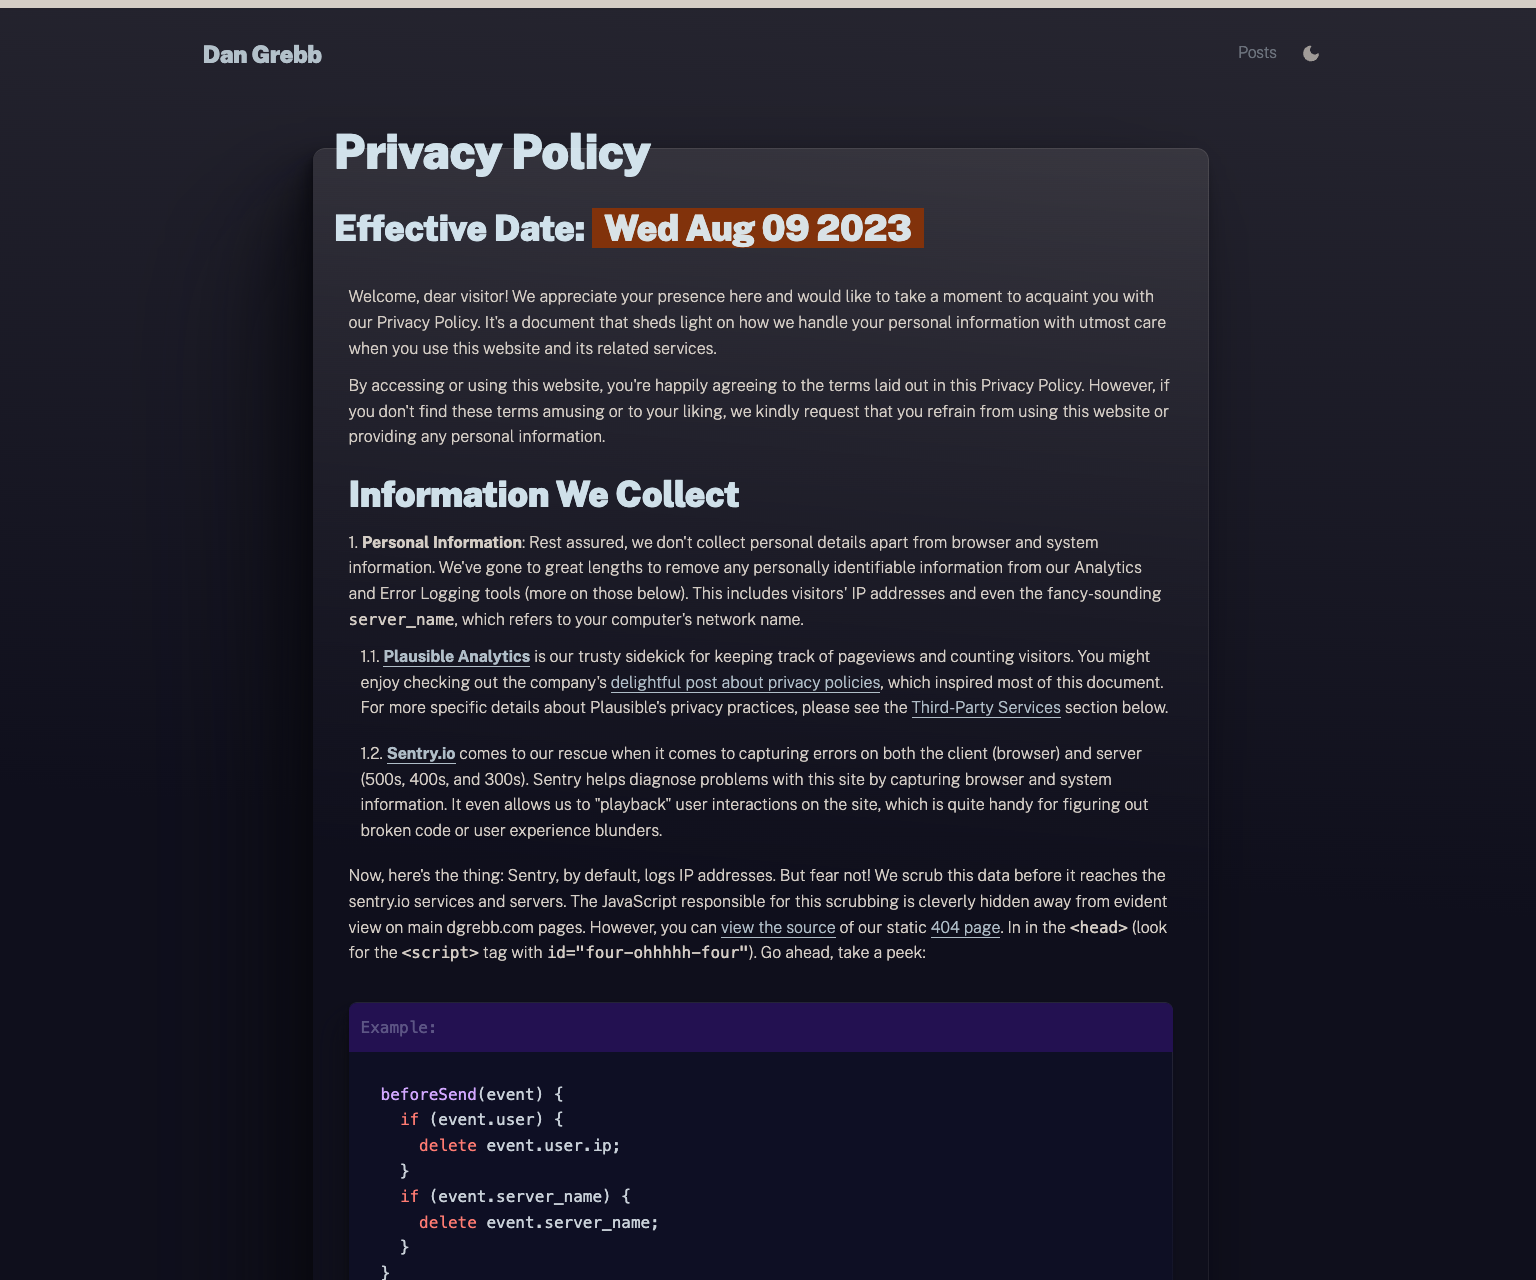 Dan Grebb
Posts
Privacy Policy
Effective Date: Wed Aug 09 2023
Welcome, dear visitor! We appreciate your presence here and would like to take a moment to acquaint you with
our Privacy Policy. It's a document that sheds light on how we handle your personal information with utmost care
when you use this website and its related services.
By accessing or using this website, you're happily agreeing to the terms laid out in this Privacy Policy. However, if
you don't find these terms amusing or to your liking, we kindly request that you refrain from using this website or
providing any personal information.
Information We Collect
1. Personal Information: Rest assured, we don't collect personal details apart from browser and system
information. We've gone to great lengths to remove any personally identifiable information from our Analytics
and Error Logging tools (more on those below). This includes visitors' IP addresses and even the fancy-sounding
server_name, which refers to your computer's network name.
1.1. Plausible Analytics is our trusty sidekick for keeping track of pageviews and counting visitors. You might
enjoy checking out the company's delightful post about privacy policies, which inspired most of this document.
For more specific details about Plausible's privacy practices, please see the Third-Party Services section below.
1.2. Sentry.io comes to our rescue when it comes to capturing errors on both the client (browser) and server
(500s, 400s, and 300s). Sentry helps diagnose problems with this site by capturing browser and system
information. It even allows us to "playback" user interactions on the site, which is quite handy for figuring out
broken code or user experience blunders.
Now, here's the thing: Sentry, by default, logs IP addresses. But fear not! We scrub this data before it reaches the
sentry.io services and servers. The JavaScript responsible for this scrubbing is cleverly hidden away from evident
view on main dgrebb.com pages. However, you can view the source of our static 404 page. In in the <head> (look
for the <script> tag with id="four-ohhhhh-four"). Go ahead, take a peek:
Example:
beforeSend(event) {
if (event.user) {
delete event.user.ip;
}
if (event.server_name) {
delete event.server_name;
}
}